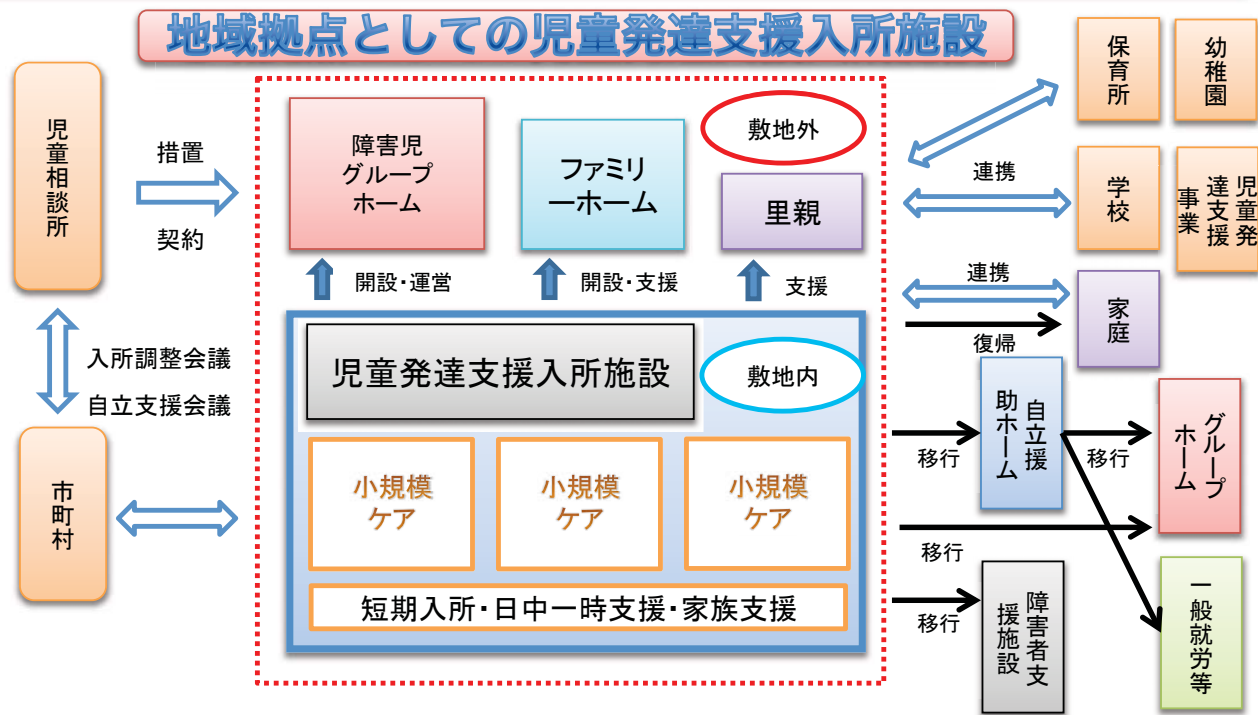 地域拠点としての児童発達支援入所施設
児童相談所
措置
契約
入所調整会議
自立支援会議
市町村
障害児
グループ
ホーム
ファミリ
ーホーム
敷地外
里親
開設・運営
開設・支援
支援
児童発達支援入所施設
敷地内
小規模
ケア
小規模
ケア
小規模
ケア
短期入所・日中一時支援・家族支援
保育所
幼稚園
連携
学校
児童発
達支援
事業
連携
家庭
復帰
移行
自立援
助ホーム
移行
グループ
ホーム
移行
移行
障害者支
援施設
一般就労等